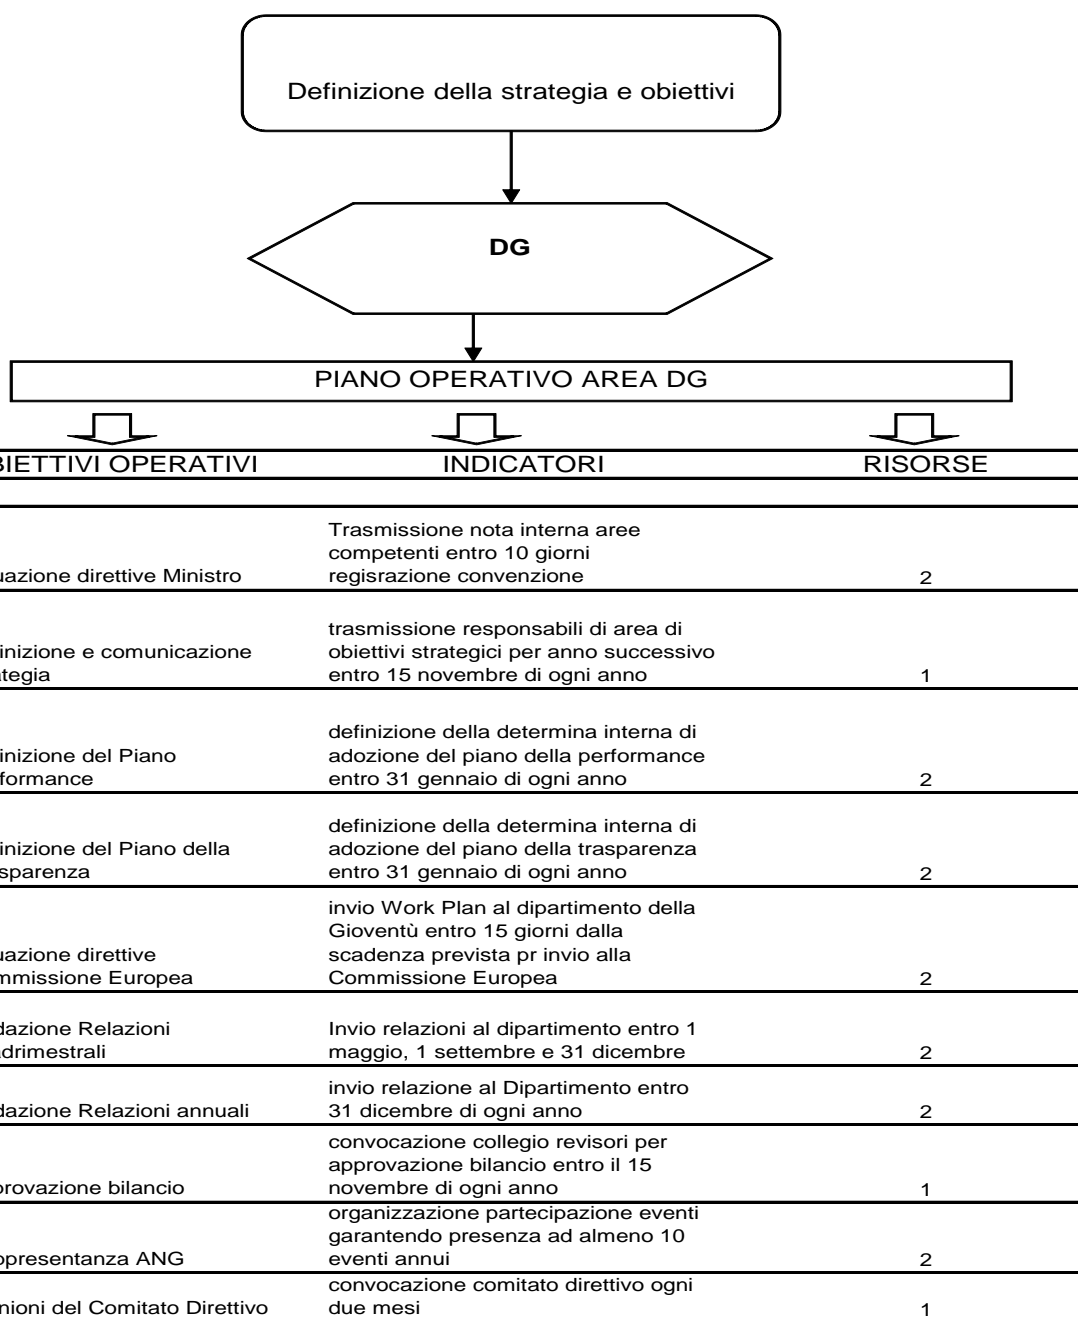 Definizione della strategia e obiettivi
DG
PIANO OPERATIVO AREA DG
BIETTIVI OPERATIVI INDICATORI RISORSE
Trasmissione nota interna aree
competenti entro 10 giorni
uazione direttive Ministro regisrazione convenzione 2
trasmissione responsabili di area di
inizione e comunicazione obiettivi strategici per anno successivo
ategia entro 15 novembre di ogni anno 1
definizione della determina interna di
inizione del Piano adozione del piano della performance
formance entro 31 gennaio di ogni anno 2
definizione della determina interna di
inizione del Piano della adozione del piano della trasparenza
sparenza entro 31 gennaio di ogni anno 2
invio Work Plan al dipartimento della
Gioventù entro 15 giorni dalla
uazione direttive scadenza prevista pr invio alla
mmissione Europea Commissione Europea 2
dazione Relazioni Invio relazioni al dipartimento entro 1
adrimestrali maggio, 1 settembre e 31 dicembre 2
invio relazione al Dipartimento entro
dazione Relazioni annuali 31 dicembre di ogni anno 2
convocazione collegio revisori per
approvazione bilancio entro il 15
provazione bilancio novembre di ogni anno 1
organizzazione partecipazione eventi
garantendo presenza ad almeno 10
ppresentanza ANG eventi annui 2
convocazione comitato direttivo ogni
nioni del Comitato Direttivo due mesi 1